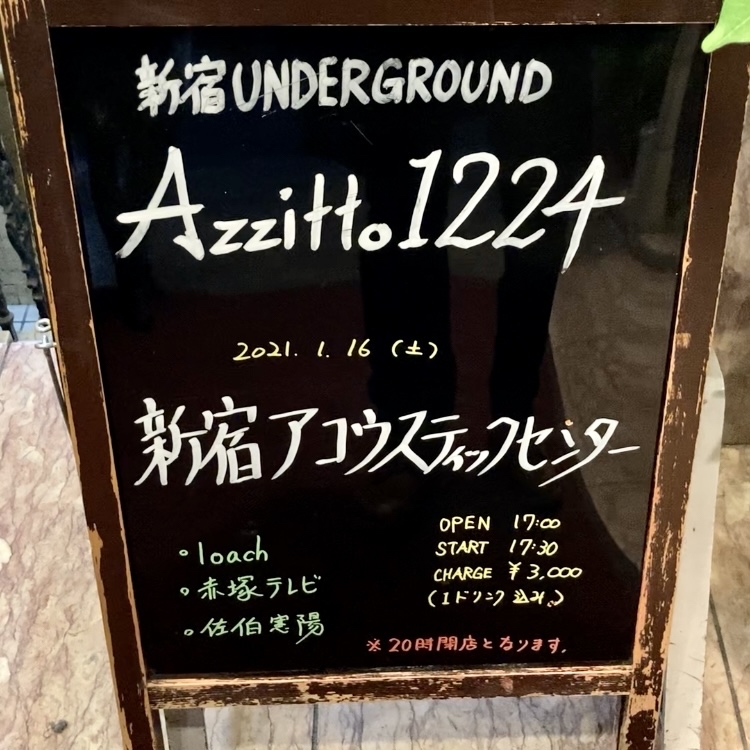 新宿UNDERGROUND
Azzitto1224
2021. 1. 16 (土)
新宿アコウスティックセンター
○loach
○赤塚テレビ
○佐伯憲陽
OPEN 17:00
START 17:30
CHARGE ¥3,000
(1ドリンク込み。)
※20時閉店となります。